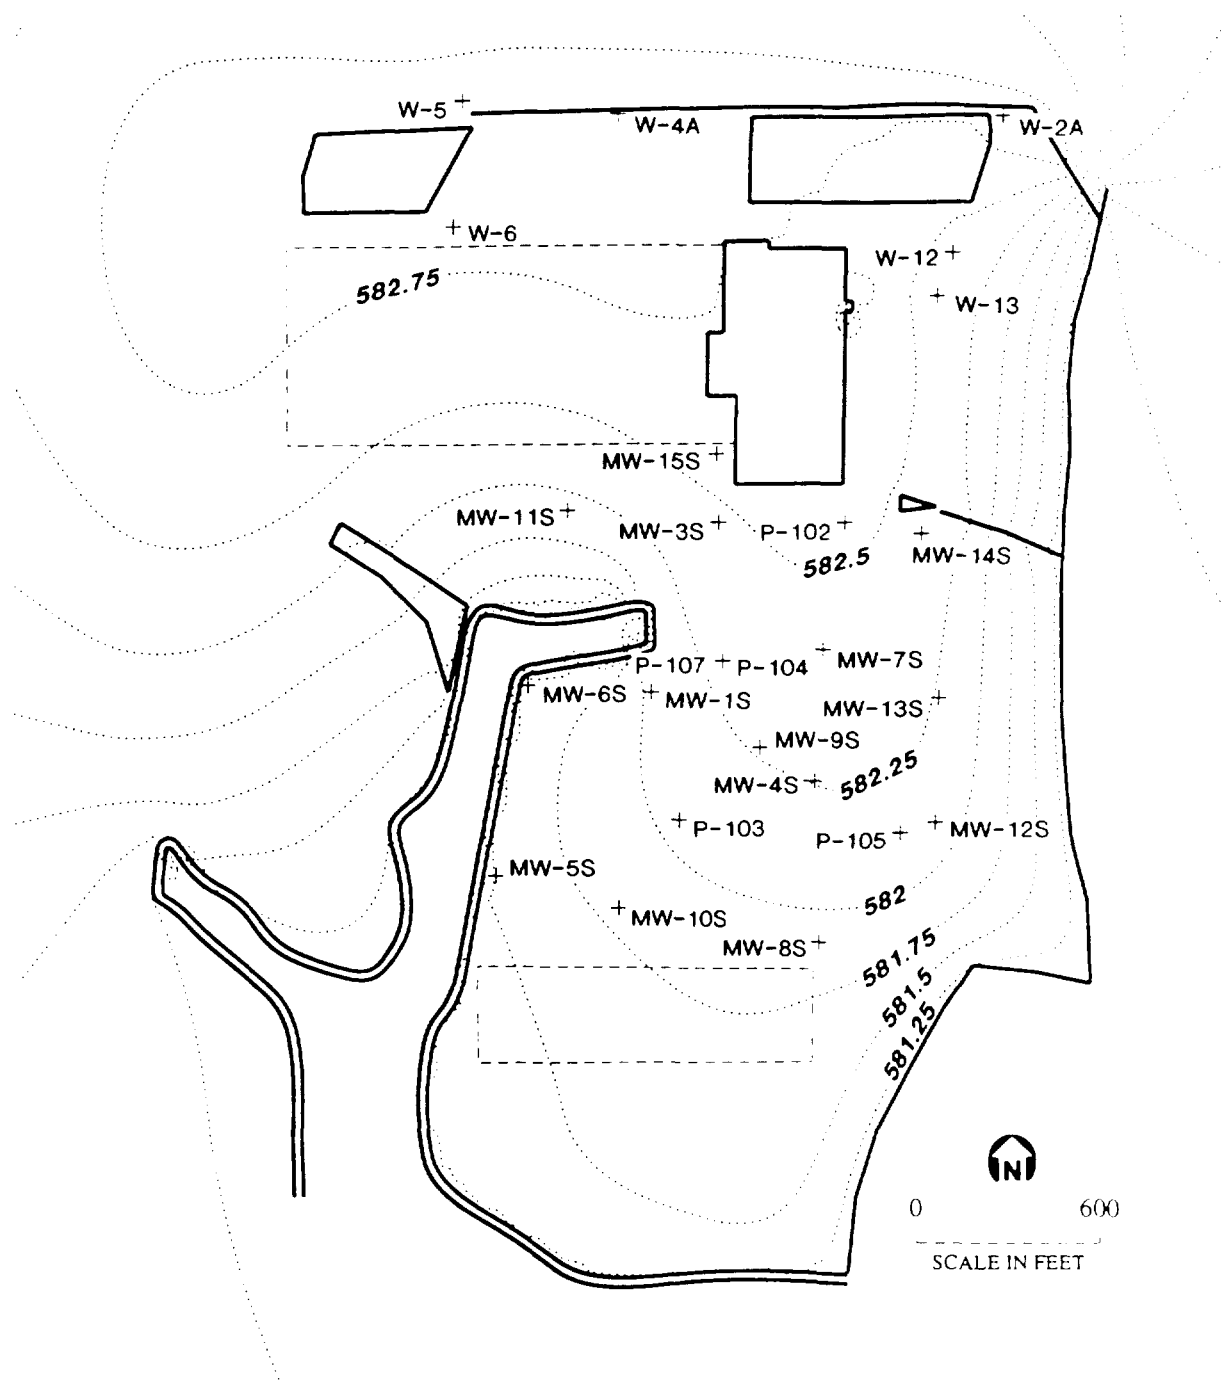 W-5
W-4A
W-2A
W-6
W-12
582.75
W-13
MW-15S
MW-11S
MW-3S
P-102
MW-14S
582.5
P-107
P-104
MW-7S
MW-6S
MW-1S
MW-13S
MW-9S
582.25
MW-4S
P-103
P-105
MW-12S
MW-5S
582
MW-10S
MW-8S
581.75
581.5
581.25
N
0 600
SCALE IN FEET